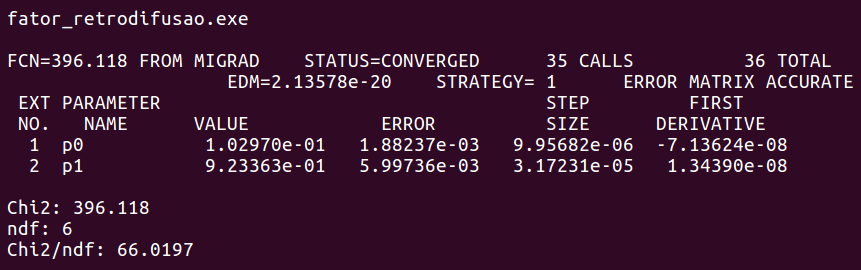 fator_retrodifusao.exe
FCN=396.118 FROM MIGRAD    STATUS=CONVERGED      35 CALLS          36 TOTAL
                    EDM=2.13578e-20    STRATEGY= 1      ERROR MATRIX ACCURATE
 EXT PARAMETER                                   STEP         FIRST
 NO.   NAME      VALUE            ERROR          SIZE      DERIVATIVE
  1  p0           1.02970e-01   1.88237e-03   9.95682e-06  -7.13624e-08
  2  p1           9.23363e-01   5.99736e-03   3.17231e-05   1.34390e-08
Chi2: 396.118
ndf: 6
Chi2/ndf: 66.0197